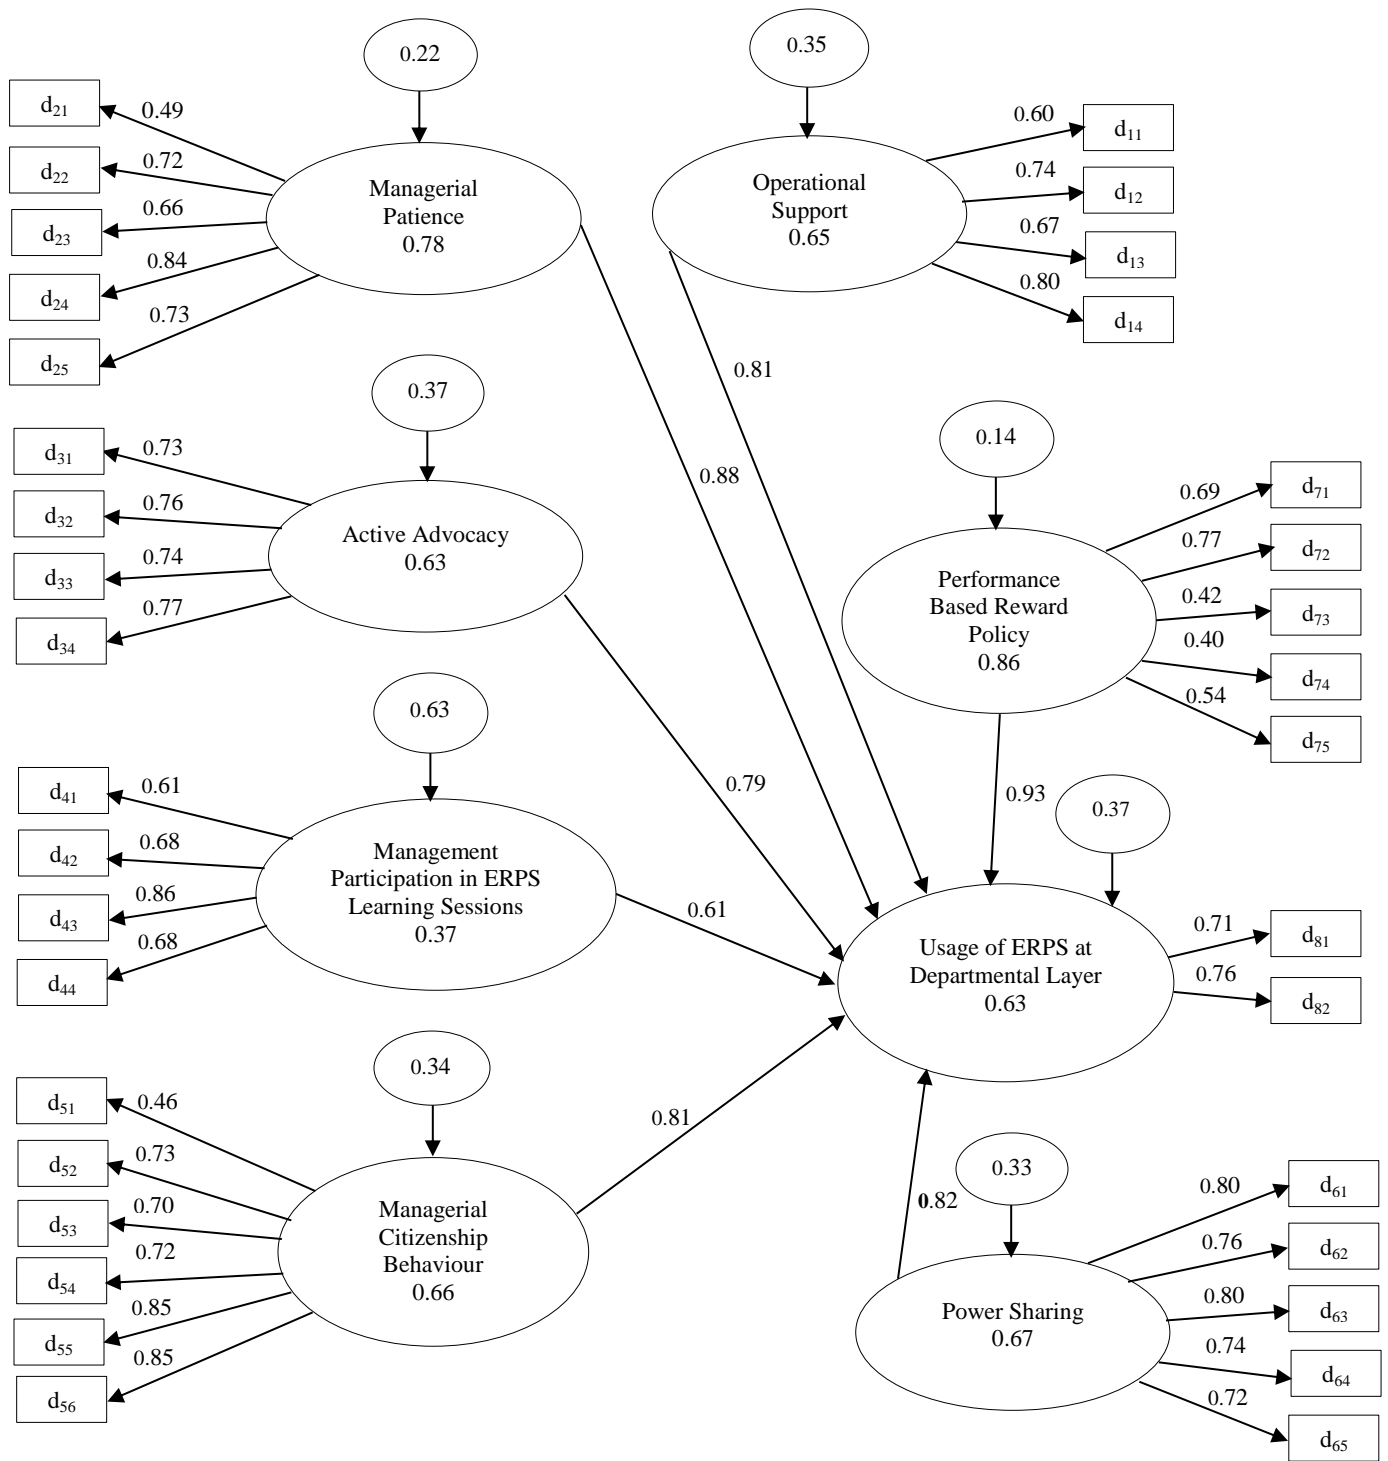 0.22
d21
0.49
d22
0.72
d23
0.66
d24
0.84
d25
0.73
Managerial
Patience
0.78
0.35
Operational
Support
0.65
0.60
d11
0.74
d12
0.67
d13
0.80
d14
0.81
0.88
0.37
d31
0.73
d32
0.76
d33
0.74
d34
0.77
Active Advocacy
0.63
0.79
0.14
Performance
Based Reward
Policy
0.86
0.69
d71
0.77
d72
0.42
d73
0.40
d74
0.54
d75
0.93
0.63
d41
0.61
d42
0.68
d43
0.86
d44
0.68
Management
Participation in ERPS
Learning Sessions
0.37
0.61
0.37
Usage of ERPS at
Departmental Layer
0.63
0.71
d81
0.76
d82
0.34
d51
0.46
d52
0.73
d53
0.70
d54
0.72
d55
0.85
d56
0.85
Managerial
Citizenship
Behaviour
0.66
0.81
0.82
0.33
Power Sharing
0.67
0.80
d61
0.76
d62
0.80
d63
0.74
d64
0.72
d65